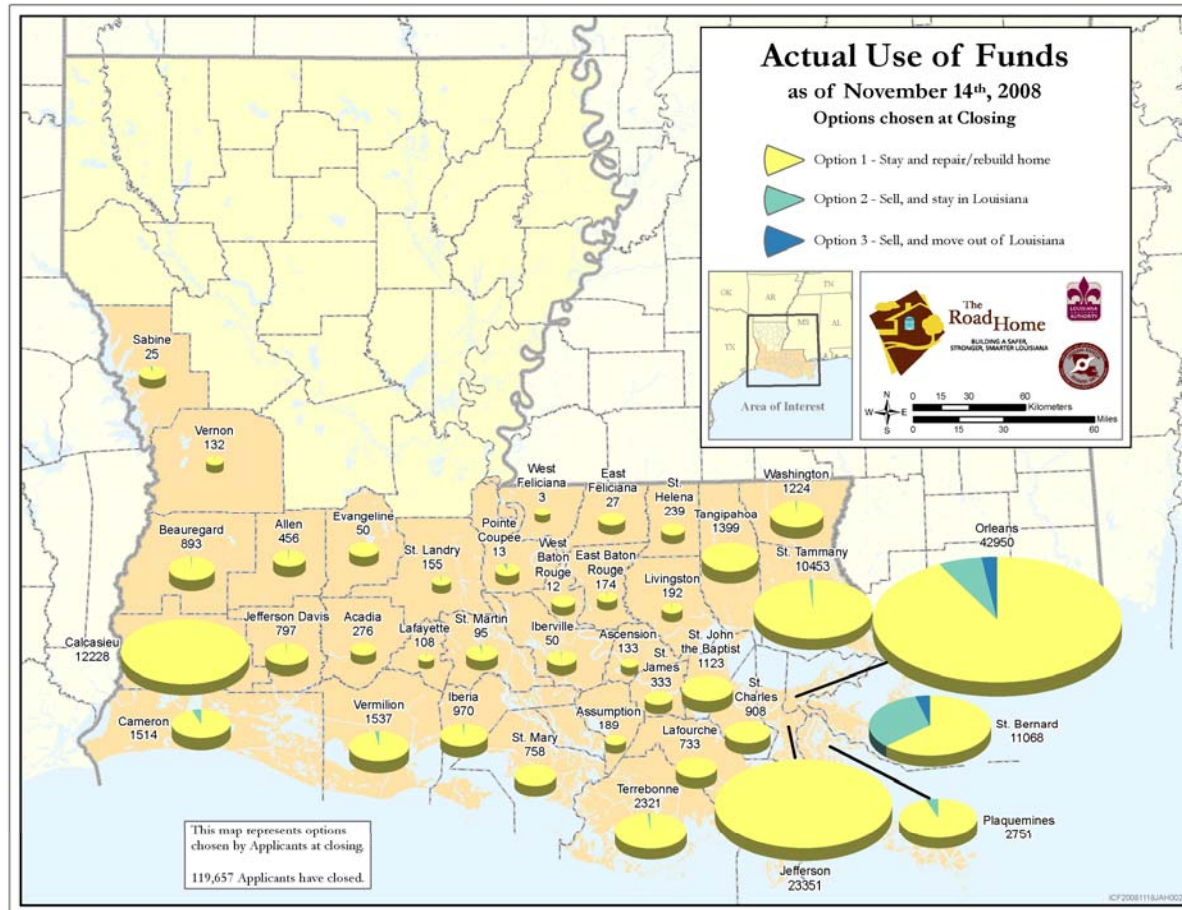 Actual Use of Funds
as of November 14th, 2008
Options chosen at Closing
Option 1 - Stay and repair/rebuild home
Option 2 - Sell, and stay in Louisiana
Option 3 - Sell, and move out of Louisiana
OK
AR
TN
TX
MS
AL
Area of Interest
The
Road Home
BUILDING A SAFER,
STRONGER, SMARTER LOUISIANA
LOUISIANA
AUTHORITY
N
W E
S
0 15 30 60
Kilometers
0 15 30 60
Miles
Sabine
25
Vernon
132
Beauregard
893
Allen
456
Evangeline
50
St. Landry
155
Pointe
Coupee
13
West
Feliciana
3
East
Feliciana
27
St.
Helena
239
Tangipahoa
1399
Washington
1224
Orleans
42950
West
Baton
Rouge
12
East Baton
Rouge
174
Livingston
192
St. Tammany
10453
Calcasieu
12228
Jefferson Davis
797
Acadia
276
Lafayette
108
St. Martin
95
Iberville
50
Ascension
133
St.
James
333
St. John
the Baptist
1123
St.
Charles
908
St. Bernard
11068
Cameron
1514
Vermilion
1537
Iberia
970
St. Mary
758
Assumption
189
Lafourche
733
Terrebonne
2321
Jefferson
23351
Plaquemines
2751
This map represents options
chosen by Applicants at closing.
119,657 Applicants have closed.